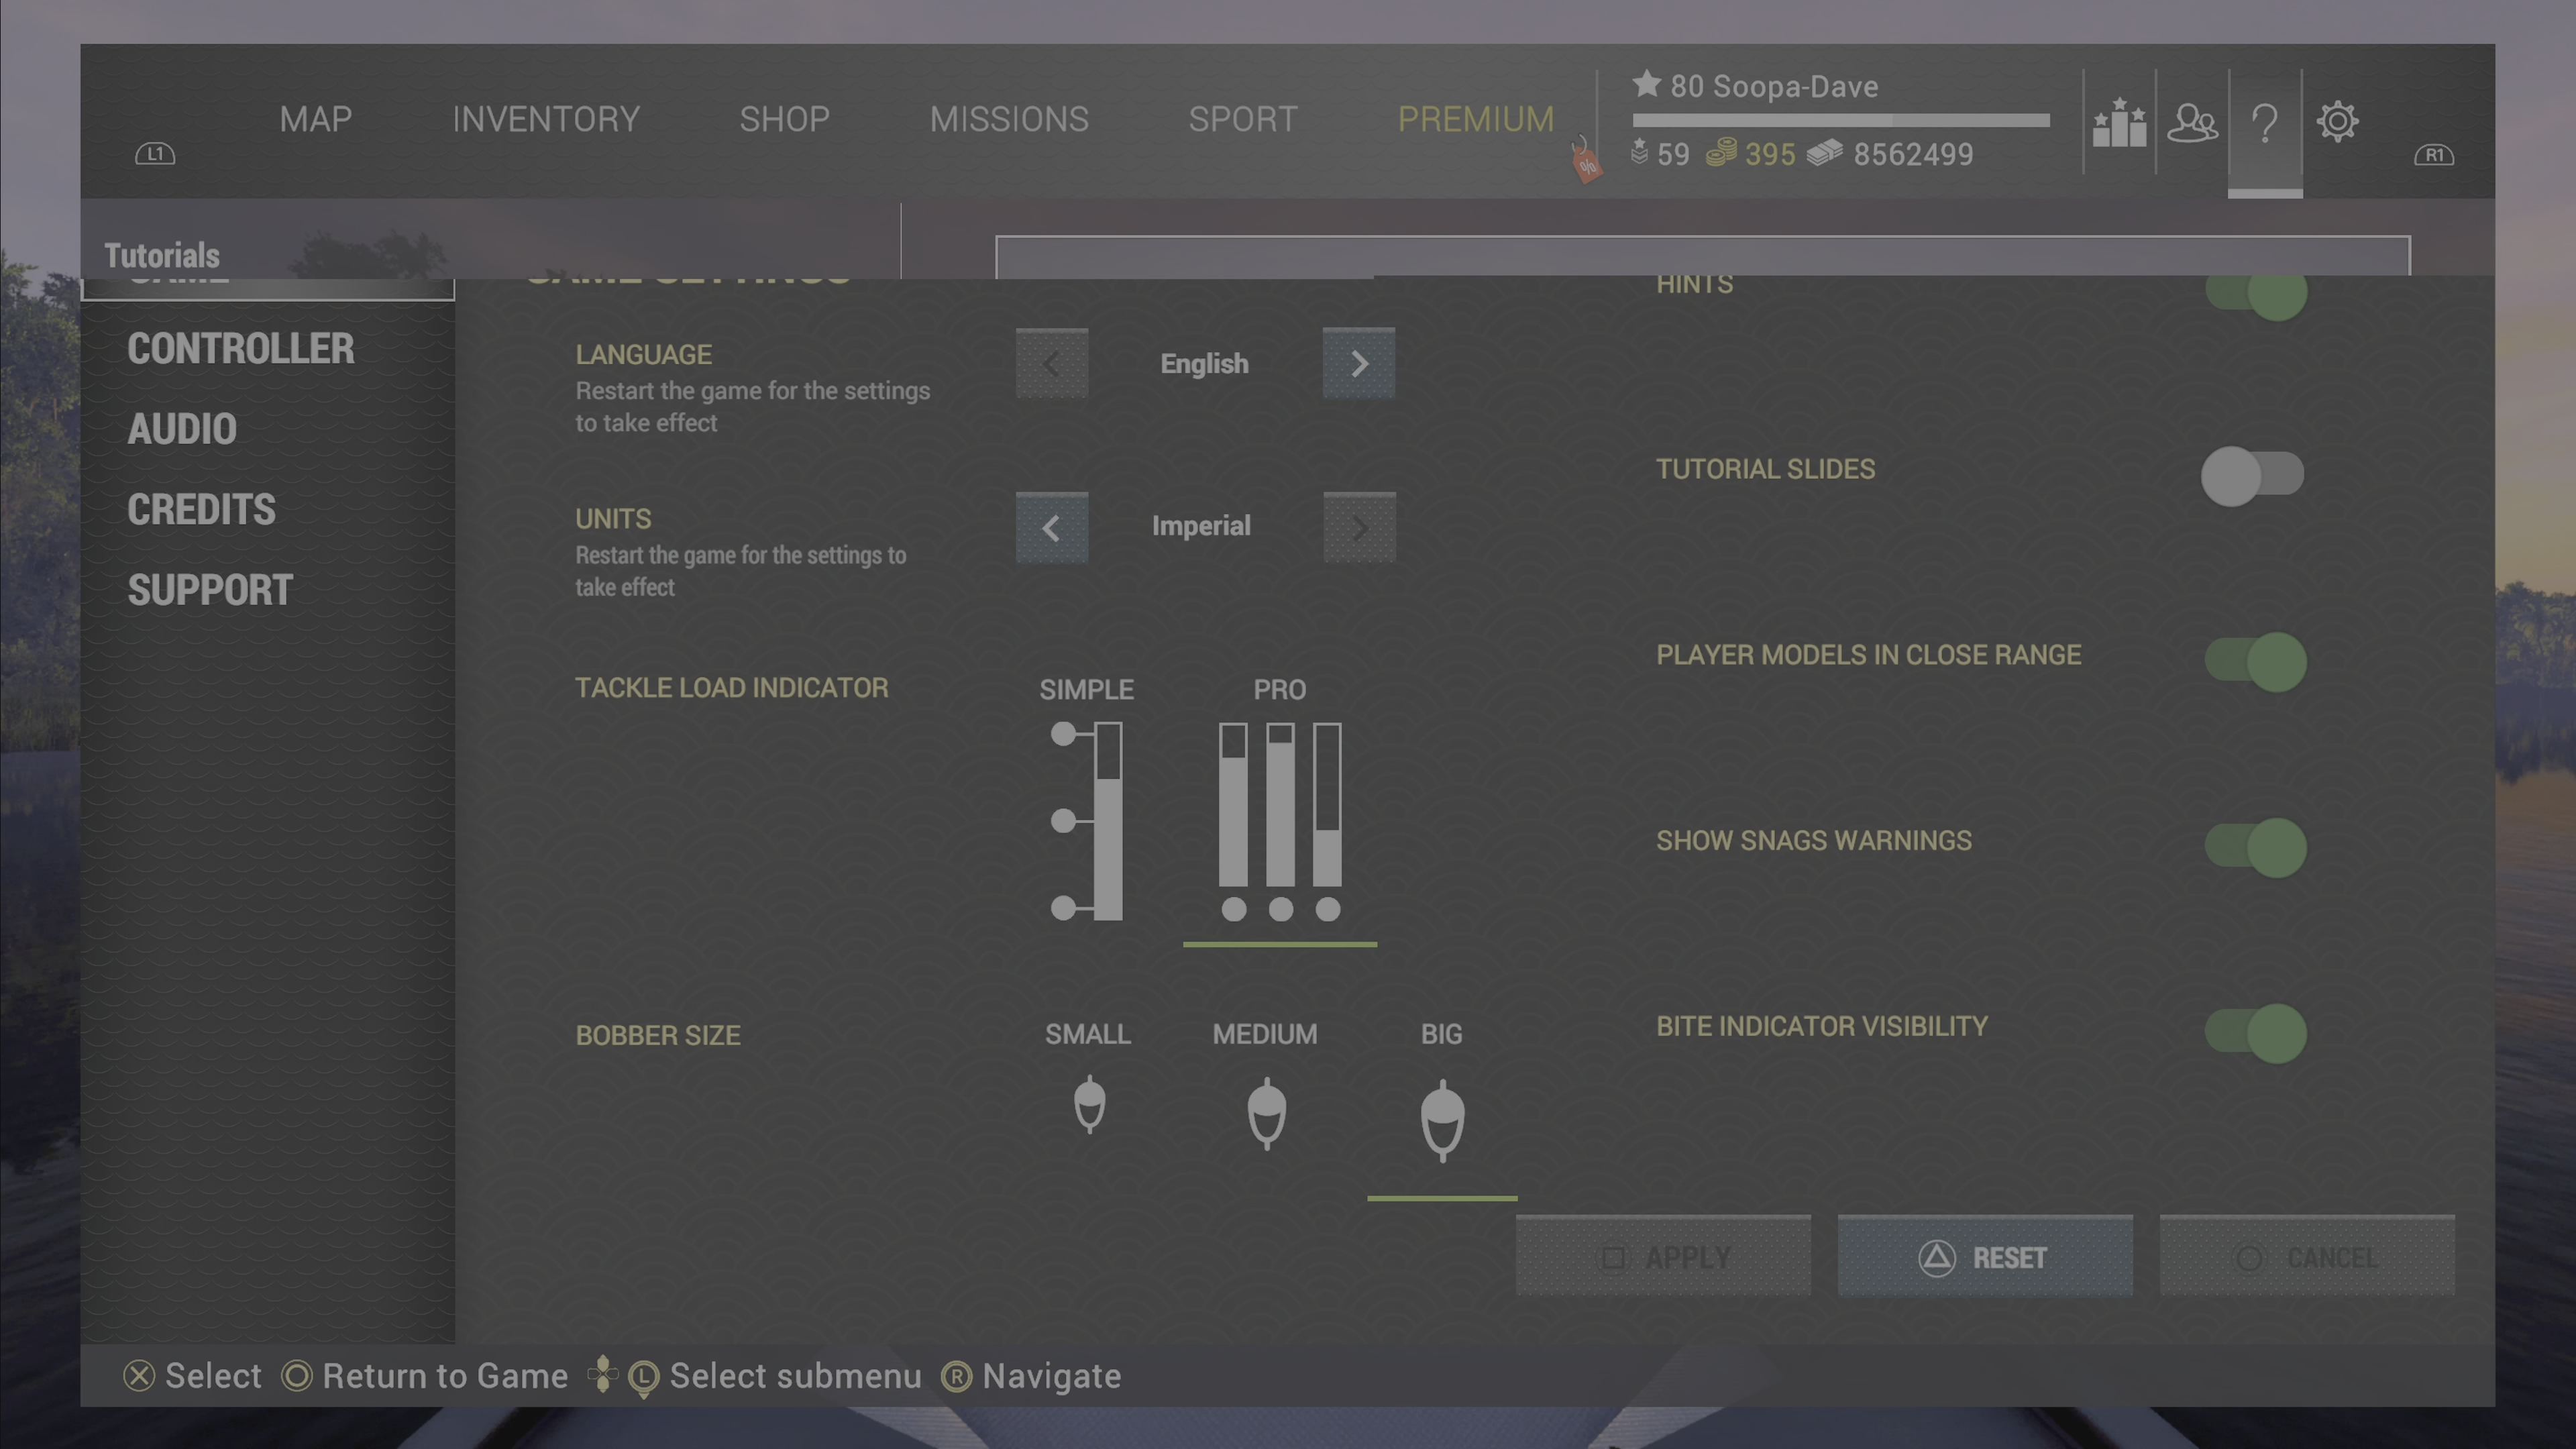 MAP INVENTORY SHOP MISSIONS SPORT PREMIUM
80 Soopa-Dave
59 395 8562499
L1
R1
Tutorials
GAME
CONTROLLER
AUDIO
CREDITS
SUPPORT
GAME SETTINGS
LANGUAGE
Restart the game for the settings
to take effect
English
UNITS
Restart the game for the settings to
take effect
Imperial
TACKLE LOAD INDICATOR
SIMPLE PRO
BOBBER SIZE
SMALL MEDIUM BIG
HINTS
TUTORIAL SLIDES
PLAYER MODELS IN CLOSE RANGE
SHOW SNAGS WARNINGS
BITE INDICATOR VISIBILITY
APPLY RESET CANCEL
Select Return to Game L Select submenu R Navigate